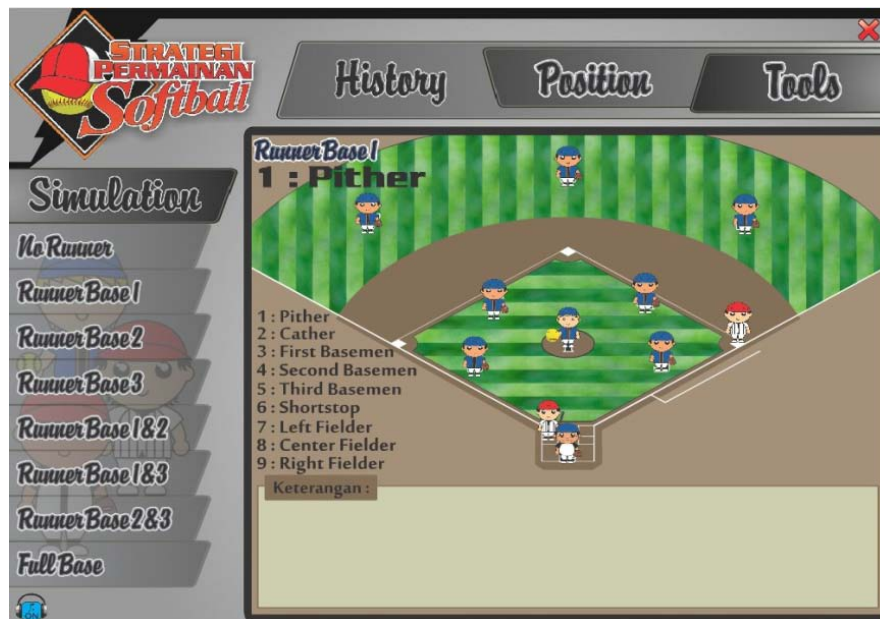 STRATEGI
PERMAINAN
Softball
History
Position
Tools
Simulation
No Runner
Runner Base 1
Runner Base 2
Runner Base 3
Runner Base 1&2
Runner Base 1&3
Runner Base 2&3
Full Base
ON
Runner Base 1
1 : Pither
1 : Pither
2 : Cather
3 : First Basemen
4 : Second Basemen
5 : Third Basemen
6 : Shortstop
7 : Left Fielder
8 : Center Fielder
9 : Right Fielder
Keterangan :